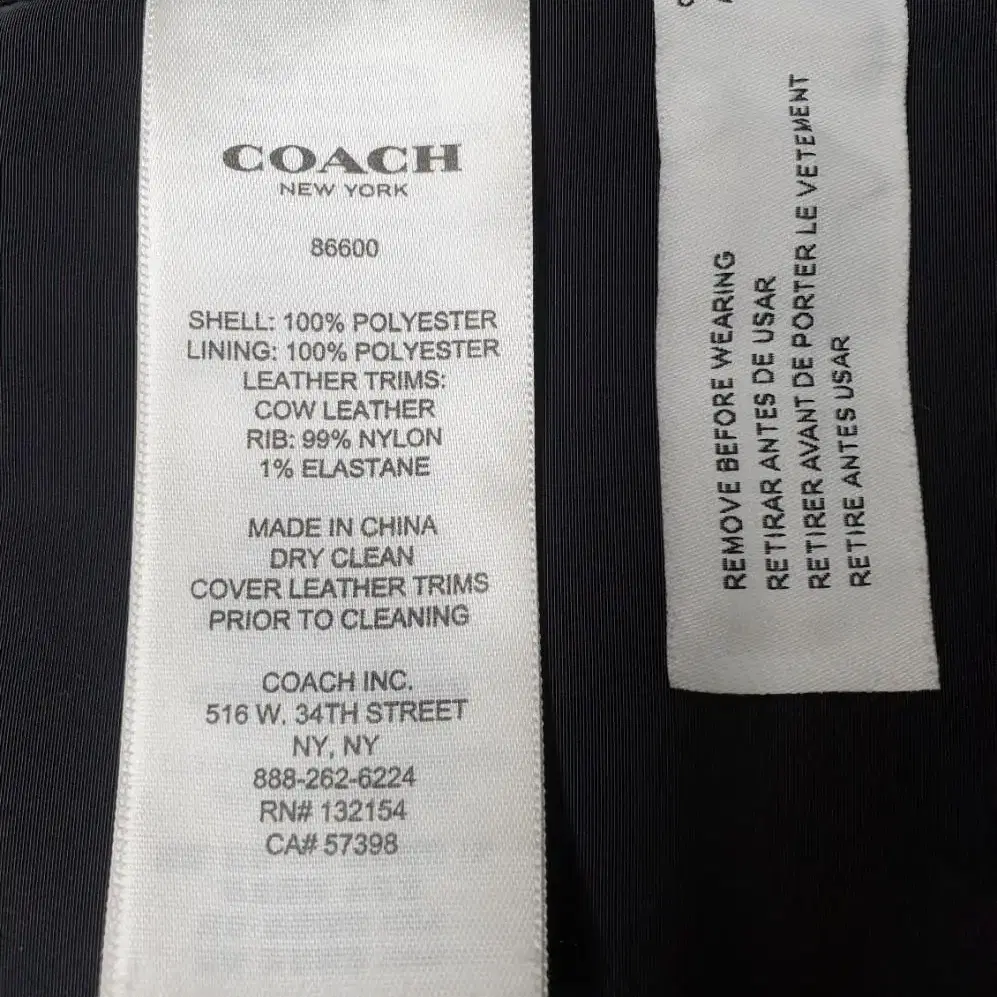 COACH
NEW YORK
86600
SHELL: 100% POLYESTER
LINING: 100% POLYESTER
LEATHER TRIMS:
COW LEATHER
RIB: 99% NYLON
1% ELASTANE
MADE IN CHINA
DRY CLEAN
COVER LEATHER TRIMS
PRIOR TO CLEANING
COACH INC.
516 W. 34TH STREET
NY, NY
888-262-6224
RN# 132154
CA# 57398
REMOVE BEFORE WEARING
RETIRAR ANTES DE USAR
RETIRER AVANT DE PORTER LE VETEMENT
RETIRE ANTES USAR